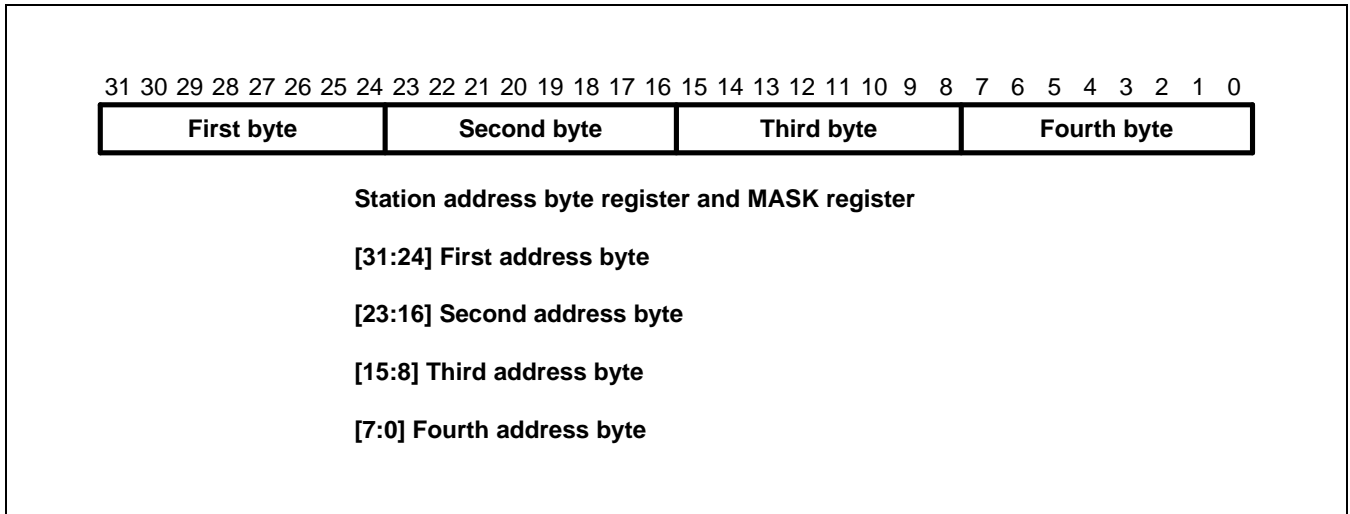 31 30 29 28 27 26 25 24 23 22 21 20 19 18 17 16 15 14 13 12 11 10 9 8 7 6 5 4 3 2 1 0
First byte Second byte Third byte Fourth byte
Station address byte register and MASK register
[31:24] First address byte
[23:16] Second address byte
[15:8] Third address byte
[7:0] Fourth address byte